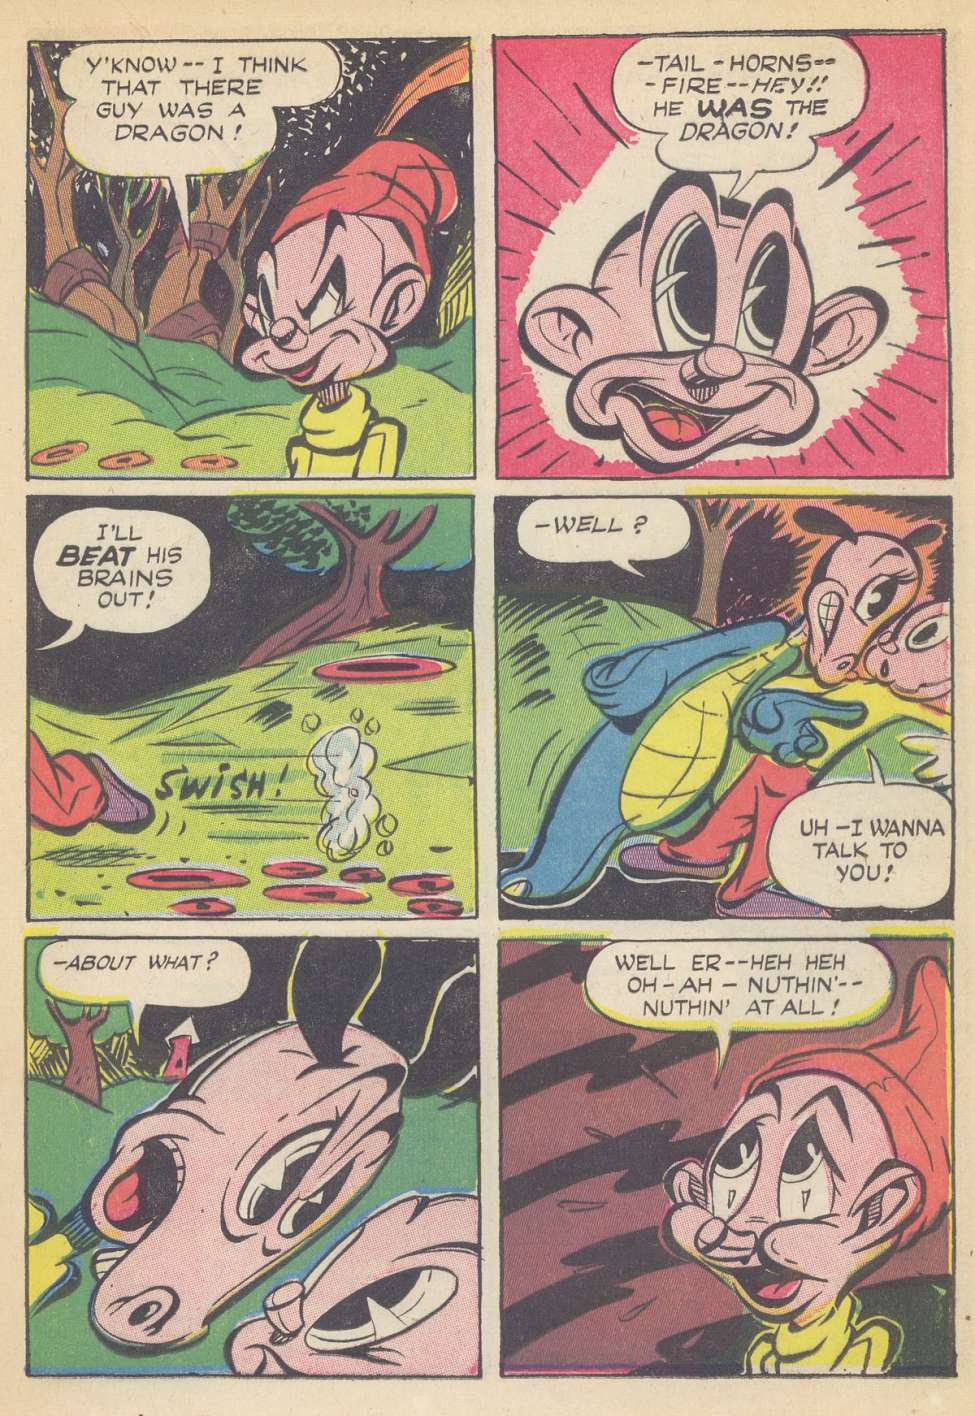 Y'KNOW -- I THINK
THAT THERE
GUY WAS A
DRAGON!
-TAIL - HORNS--
-FIRE -- HEY!!
HE WAS THE
DRAGON!
I'LL
BEAT HIS
BRAINS
OUT!
SWISH!
-WELL?
UH - I WANNA
TALK TO
YOU!
-ABOUT WHAT?
WELL ER--HEH HEH
OH - AH - NUTHIN'--
NUTHIN' AT ALL!